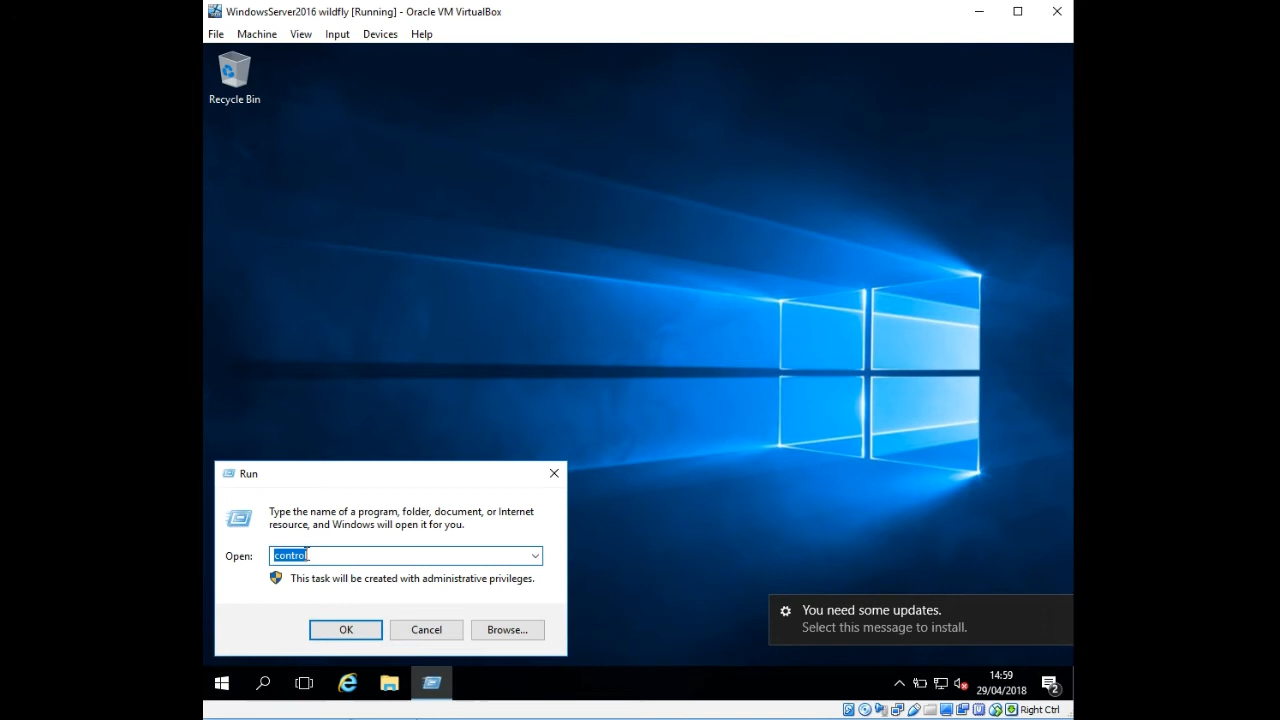 WindowsServer2016 wildfly [Running] - Oracle VM VirtualBox
File Machine View Input Devices Help
Recycle Bin
Run
Type the name of a program, folder, document, or Internet
resource, and Windows will open it for you.
Open: control
This task will be created with administrative privileges.
OK Cancel Browse...
You need some updates.
Select this message to install.
14:59
29/04/2018
2
Right Ctrl